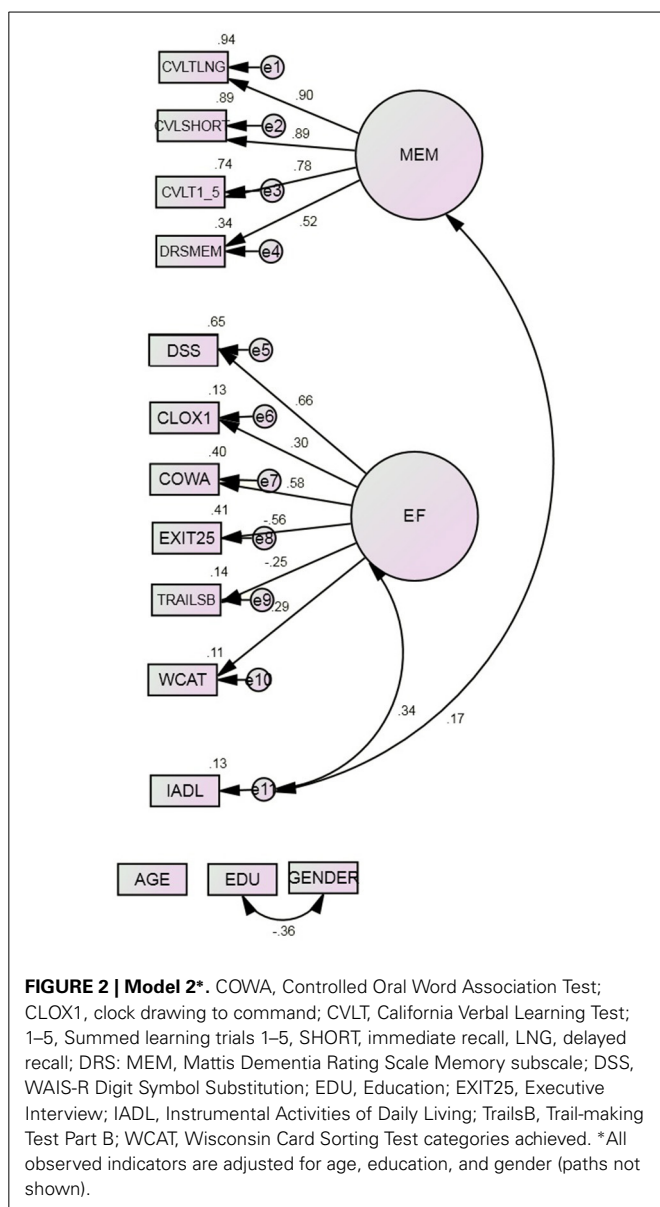 .94
CVLTLNG
e1
.90
.89
CVLSHORT
e2
.89
MEM
.74
.78
CVLT1_5
e3
.34
.52
DRSMEM
e4
.65
DSS
e5
.66
.13
CLOX1
e6
.30
.40
COWA
e7
.58
EF
.41
-.56
EXIT25
e8
.14
-.25
TRAILSB
e9
.29
.11
WCAT
e10
.34
.17
.13
IADL
e11
AGE
EDU
GENDER
-.36
FIGURE 2 | Model 2*. COWA, Controlled Oral Word Association Test;
CLOX1, clock drawing to command; CVLT, California Verbal Learning Test;
1–5, Summed learning trials 1–5, SHORT, immediate recall, LNG, delayed
recall; DRS: MEM, Mattis Dementia Rating Scale Memory subscale; DSS,
WAIS-R Digit Symbol Substitution; EDU, Education; EXIT25, Executive
Interview; IADL, Instrumental Activities of Daily Living; TrailsB, Trail-making
Test Part B; WCAT, Wisconsin Card Sorting Test categories achieved. *All
observed indicators are adjusted for age, education, and gender (paths not
shown).